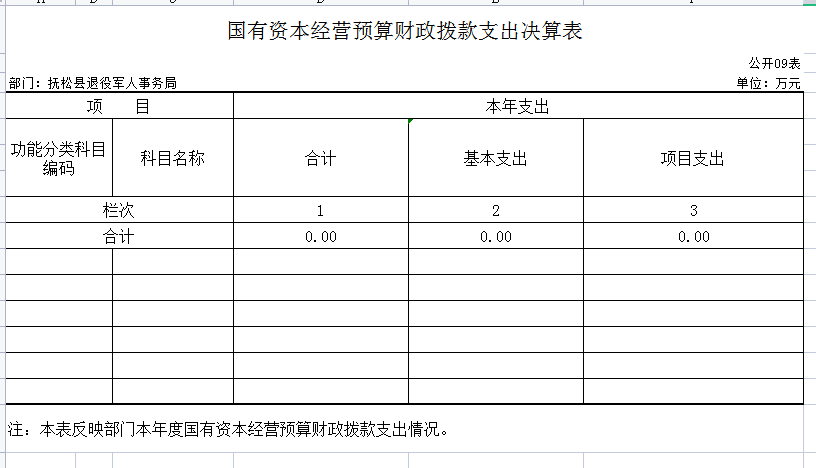 国有资本经营预算财政拨款支出决算表
公开09表
部门：抚松县退役军人事务局 单位：万元
项 目 本年支出
功能分类科目
编码
科目名称 合计 基本支出 项目支出
栏次 1 2 3
合计 0.00 0.00 0.00
注：本表反映部门本年度国有资本经营预算财政拨款支出情况。